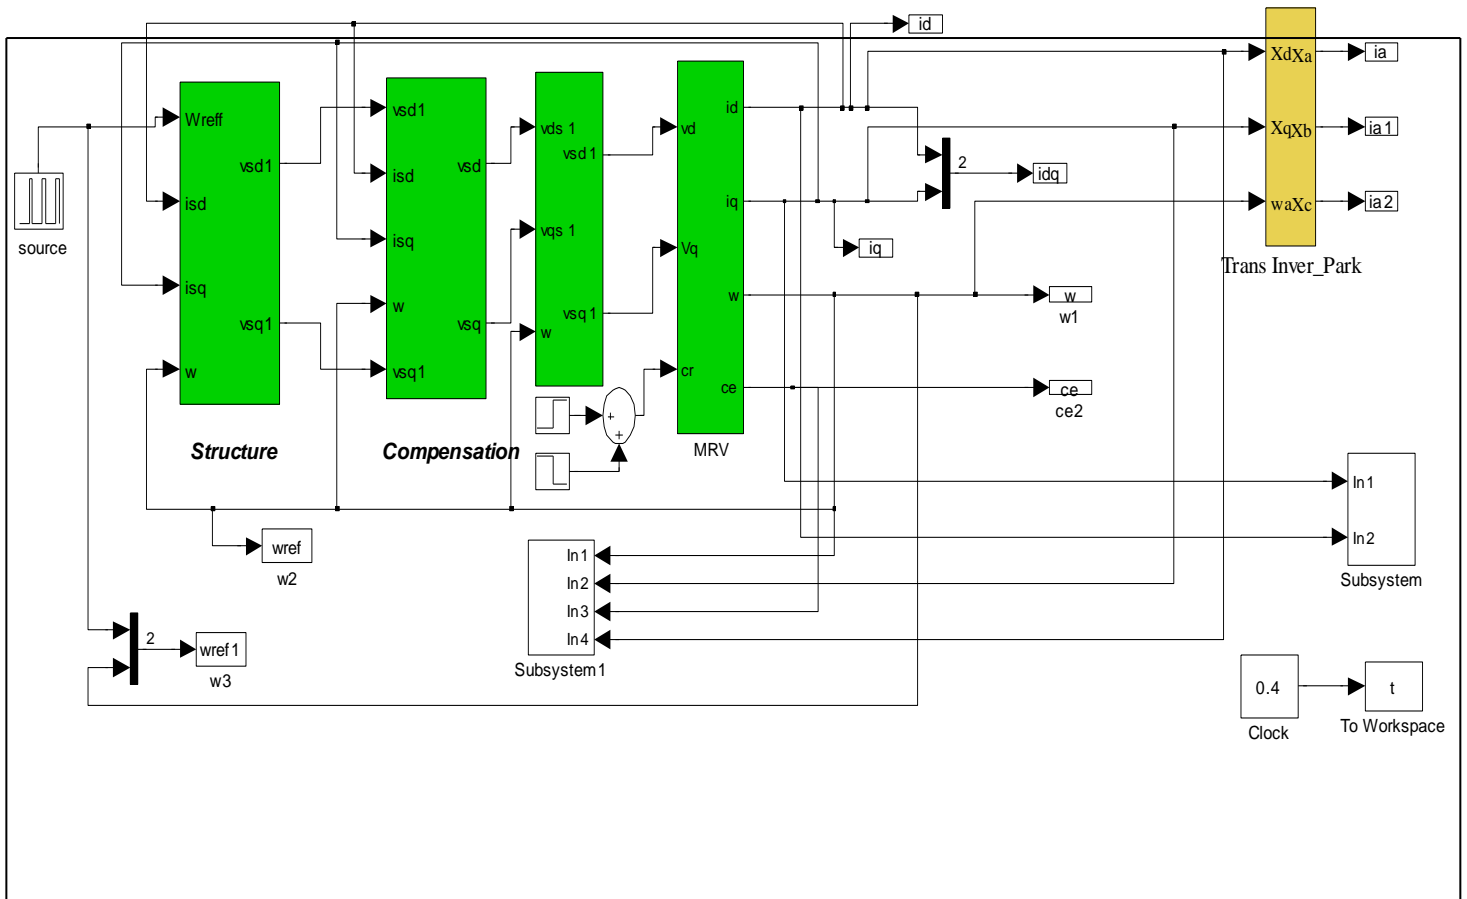 id
XdXa
XqXb
waXc
ia
ia1
ia2
Trans Inver_Park
source
Wreff
isd
isq
w
vsd1
vsq1
Structure
vsd1
isd
isq
w
vsq1
vsd
vsq
Compensation
vds 1
vqs 1
w
vsd 1
vsq 1
vd
Vq
cr
id
iq
w
ce
MRV
+
+
2
idq
iq
w
w1
ce
ce2
wref
w2
2
wref1
w3
In1
In2
In3
In4
Subsystem1
In1
In2
Subsystem
0.4
Clock
t
To Workspace